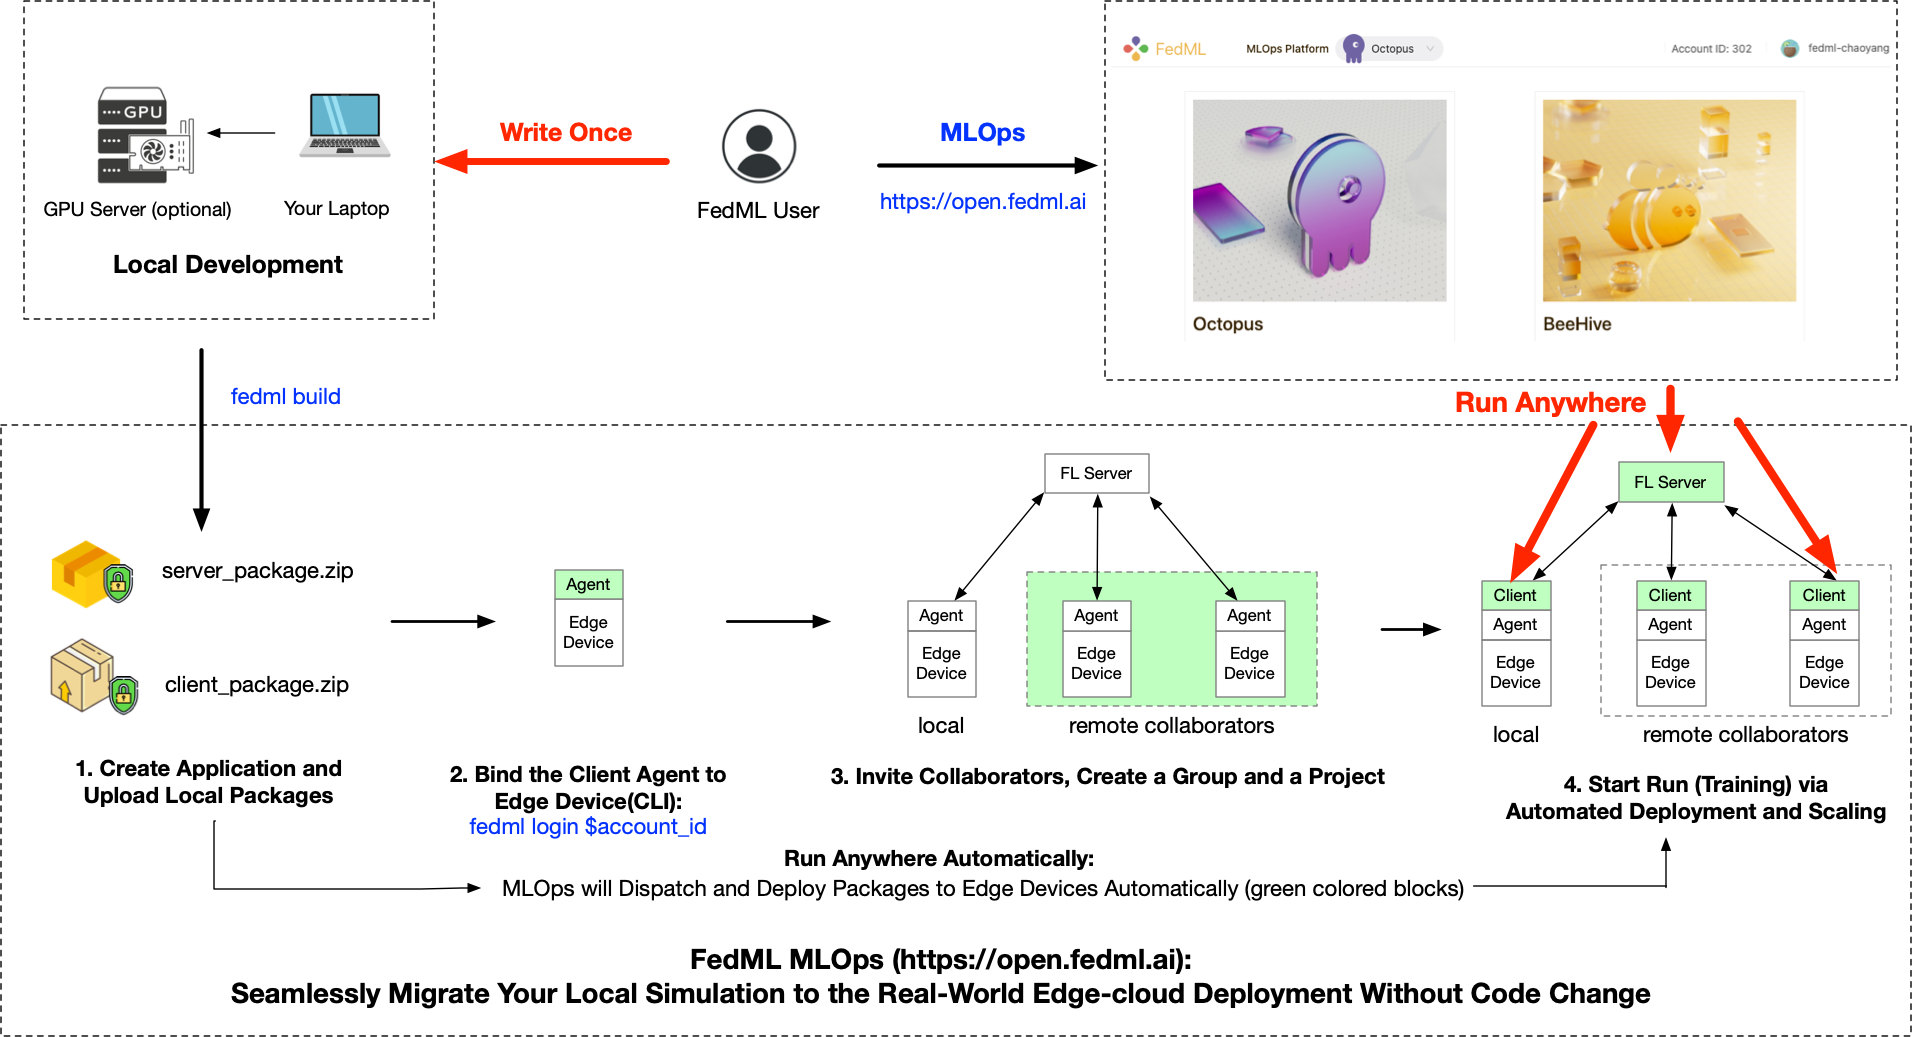 GPU
GPU Server (optional)
Your Laptop
Local Development
Write Once
FedML User
MLOps
https://open.fedml.ai
FedML
MLOps Platform
Octopus
Account ID: 302
fedml-chaoyang
Octopus
BeeHive
fedml build
Run Anywhere
server_package.zip
client_package.zip
1. Create Application and
Upload Local Packages
Agent
Edge
Device
2. Bind the Client Agent to
Edge Device(CLI):
fedml login $account_id
FL Server
Agent
Edge
Device
local
Agent
Edge
Device
Agent
Edge
Device
remote collaborators
3. Invite Collaborators, Create a Group and a Project
FL Server
Client
Agent
Edge
Device
local
Client
Agent
Edge
Device
Client
Agent
Edge
Device
remote collaborators
4. Start Run (Training) via
Automated Deployment and Scaling
Run Anywhere Automatically:
MLOps will Dispatch and Deploy Packages to Edge Devices Automatically (green colored blocks)
FedML MLOps (https://open.fedml.ai):
Seamlessly Migrate Your Local Simulation to the Real-World Edge-cloud Deployment Without Code Change